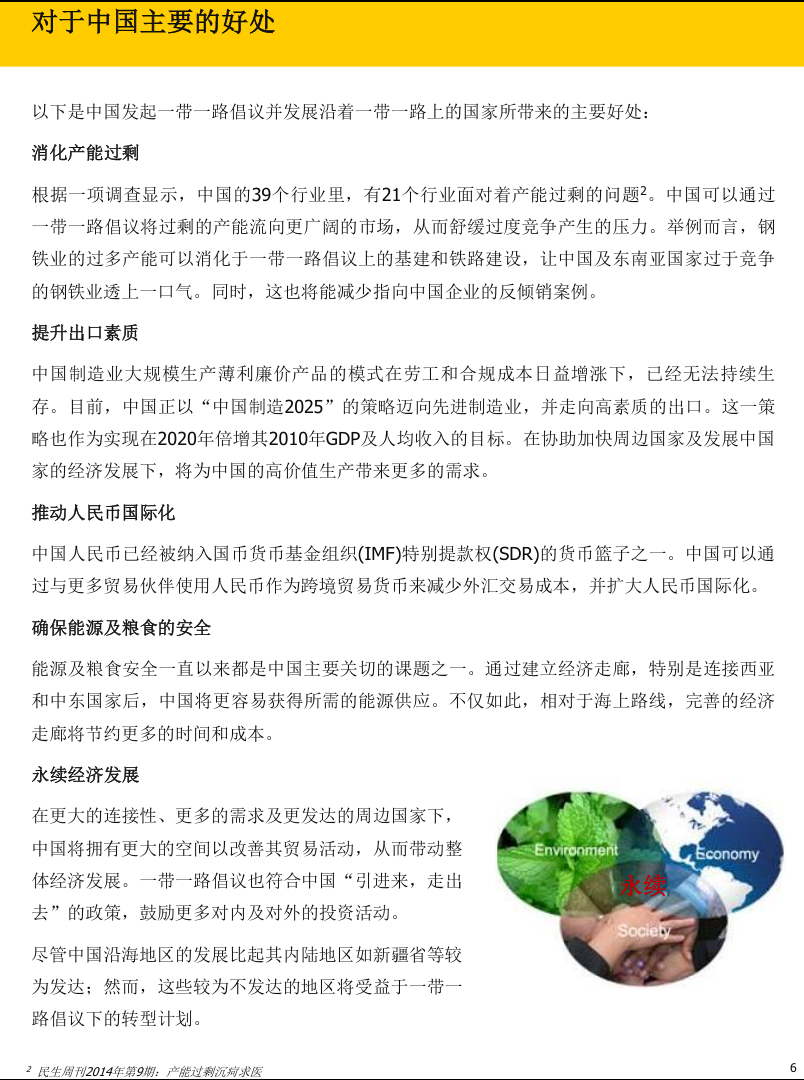 对于中国主要的好处
以下是中国发起一带一路倡议并发展沿着一带一路上的国家所带来的主要好处：
消化产能过剩
根据一项调查显示，中国的39个行业里，有21个行业面对着产能过剩的问题2。中国可以通过
一带一路倡议将过剩的产能流向更广阔的市场，从而舒缓过度竞争产生的压力。举例而言，钢
铁业的过多产能可以消化于一带一路倡议上的基建和铁路建设，让中国及东南亚国家过于竞争
的钢铁业透上一口气。同时，这也将能减少指向中国企业的反倾销案例。
提升出口素质
中国制造业大规模生产薄利廉价产品的模式在劳工和合规成本日益增涨下，已经无法持续生
存。目前，中国正以“中国制造2025”的策略迈向先进制造业，并走向高素质的出口。这一策
略也作为实现在2020年倍增其2010年GDP及人均收入的目标。在协助加快周边国家及发展中国
家的经济发展下，将为中国的高价值生产带来更多的需求。
推动人民币国际化
中国人民币已经被纳入国币货币基金组织(IMF)特别提款权(SDR)的货币篮子之一。中国可以通
过与更多贸易伙伴使用人民币作为跨境贸易货币来减少外汇交易成本，并扩大人民币国际化。
确保能源及粮食的安全
能源及粮食安全一直以来都是中国主要关切的课题之一。通过建立经济走廊，特别是连接西亚
和中东国家后，中国将更容易获得所需的能源供应。不仅如此，相对于海上路线，完善的经济
走廊将节约更多的时间和成本。
永续经济发展
在更大的连接性、更多的需求及更发达的周边国家下，
中国将拥有更大的空间以改善其贸易活动，从而带动整
体经济发展。一带一路倡议也符合中国“引进来，走出
去”的政策，鼓励更多对内及对外的投资活动。
尽管中国沿海地区的发展比起其内陆地区如新疆省等较
为发达；然而，这些较为不发达的地区将受益于一带一
路倡议下的转型计划。
Environment
Economy
永续
Society
2 民生周刊2014年第9期：产能过剩沉疴求医
6